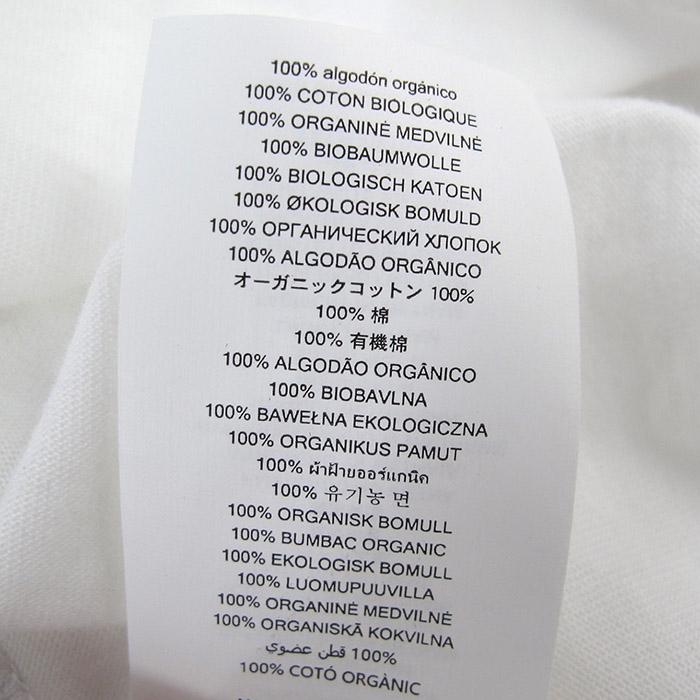 100% algodón orgánico
100% COTON BIOLOGIQUE
100% ORGANINĖ MEDVILNĖ
100% BIOBAUMWOLLE
100% BIOLOGISCH KATOEN
100% ØKOLOGISK BOMULD
100% ОРГАНИЧЕСКИЙ ХЛОПОК
100% ALGODÃO ORGÂNICO
オーガニックコットン 100%
100% 棉
100% 有機棉
100% ALGODÃO ORGÂNICO
100% BIOBAVLNA
100% BAWEŁNA EKOLOGICZNA
100% ORGANIKUS PAMUT
100% ผ้าฝ้ายออร์แกนิค
100% 유기농 면
100% ORGANISK BOMULL
100% BUMBAC ORGANIC
100% EKOLOGISK BOMULL
100% LUOMUPUUVILLA
100% ORGANINĖ MEDVILNĖ
100% ORGANISKĀ KOKVILNA
100% قطن عضوي
100% COTÓ ORGÀNIC